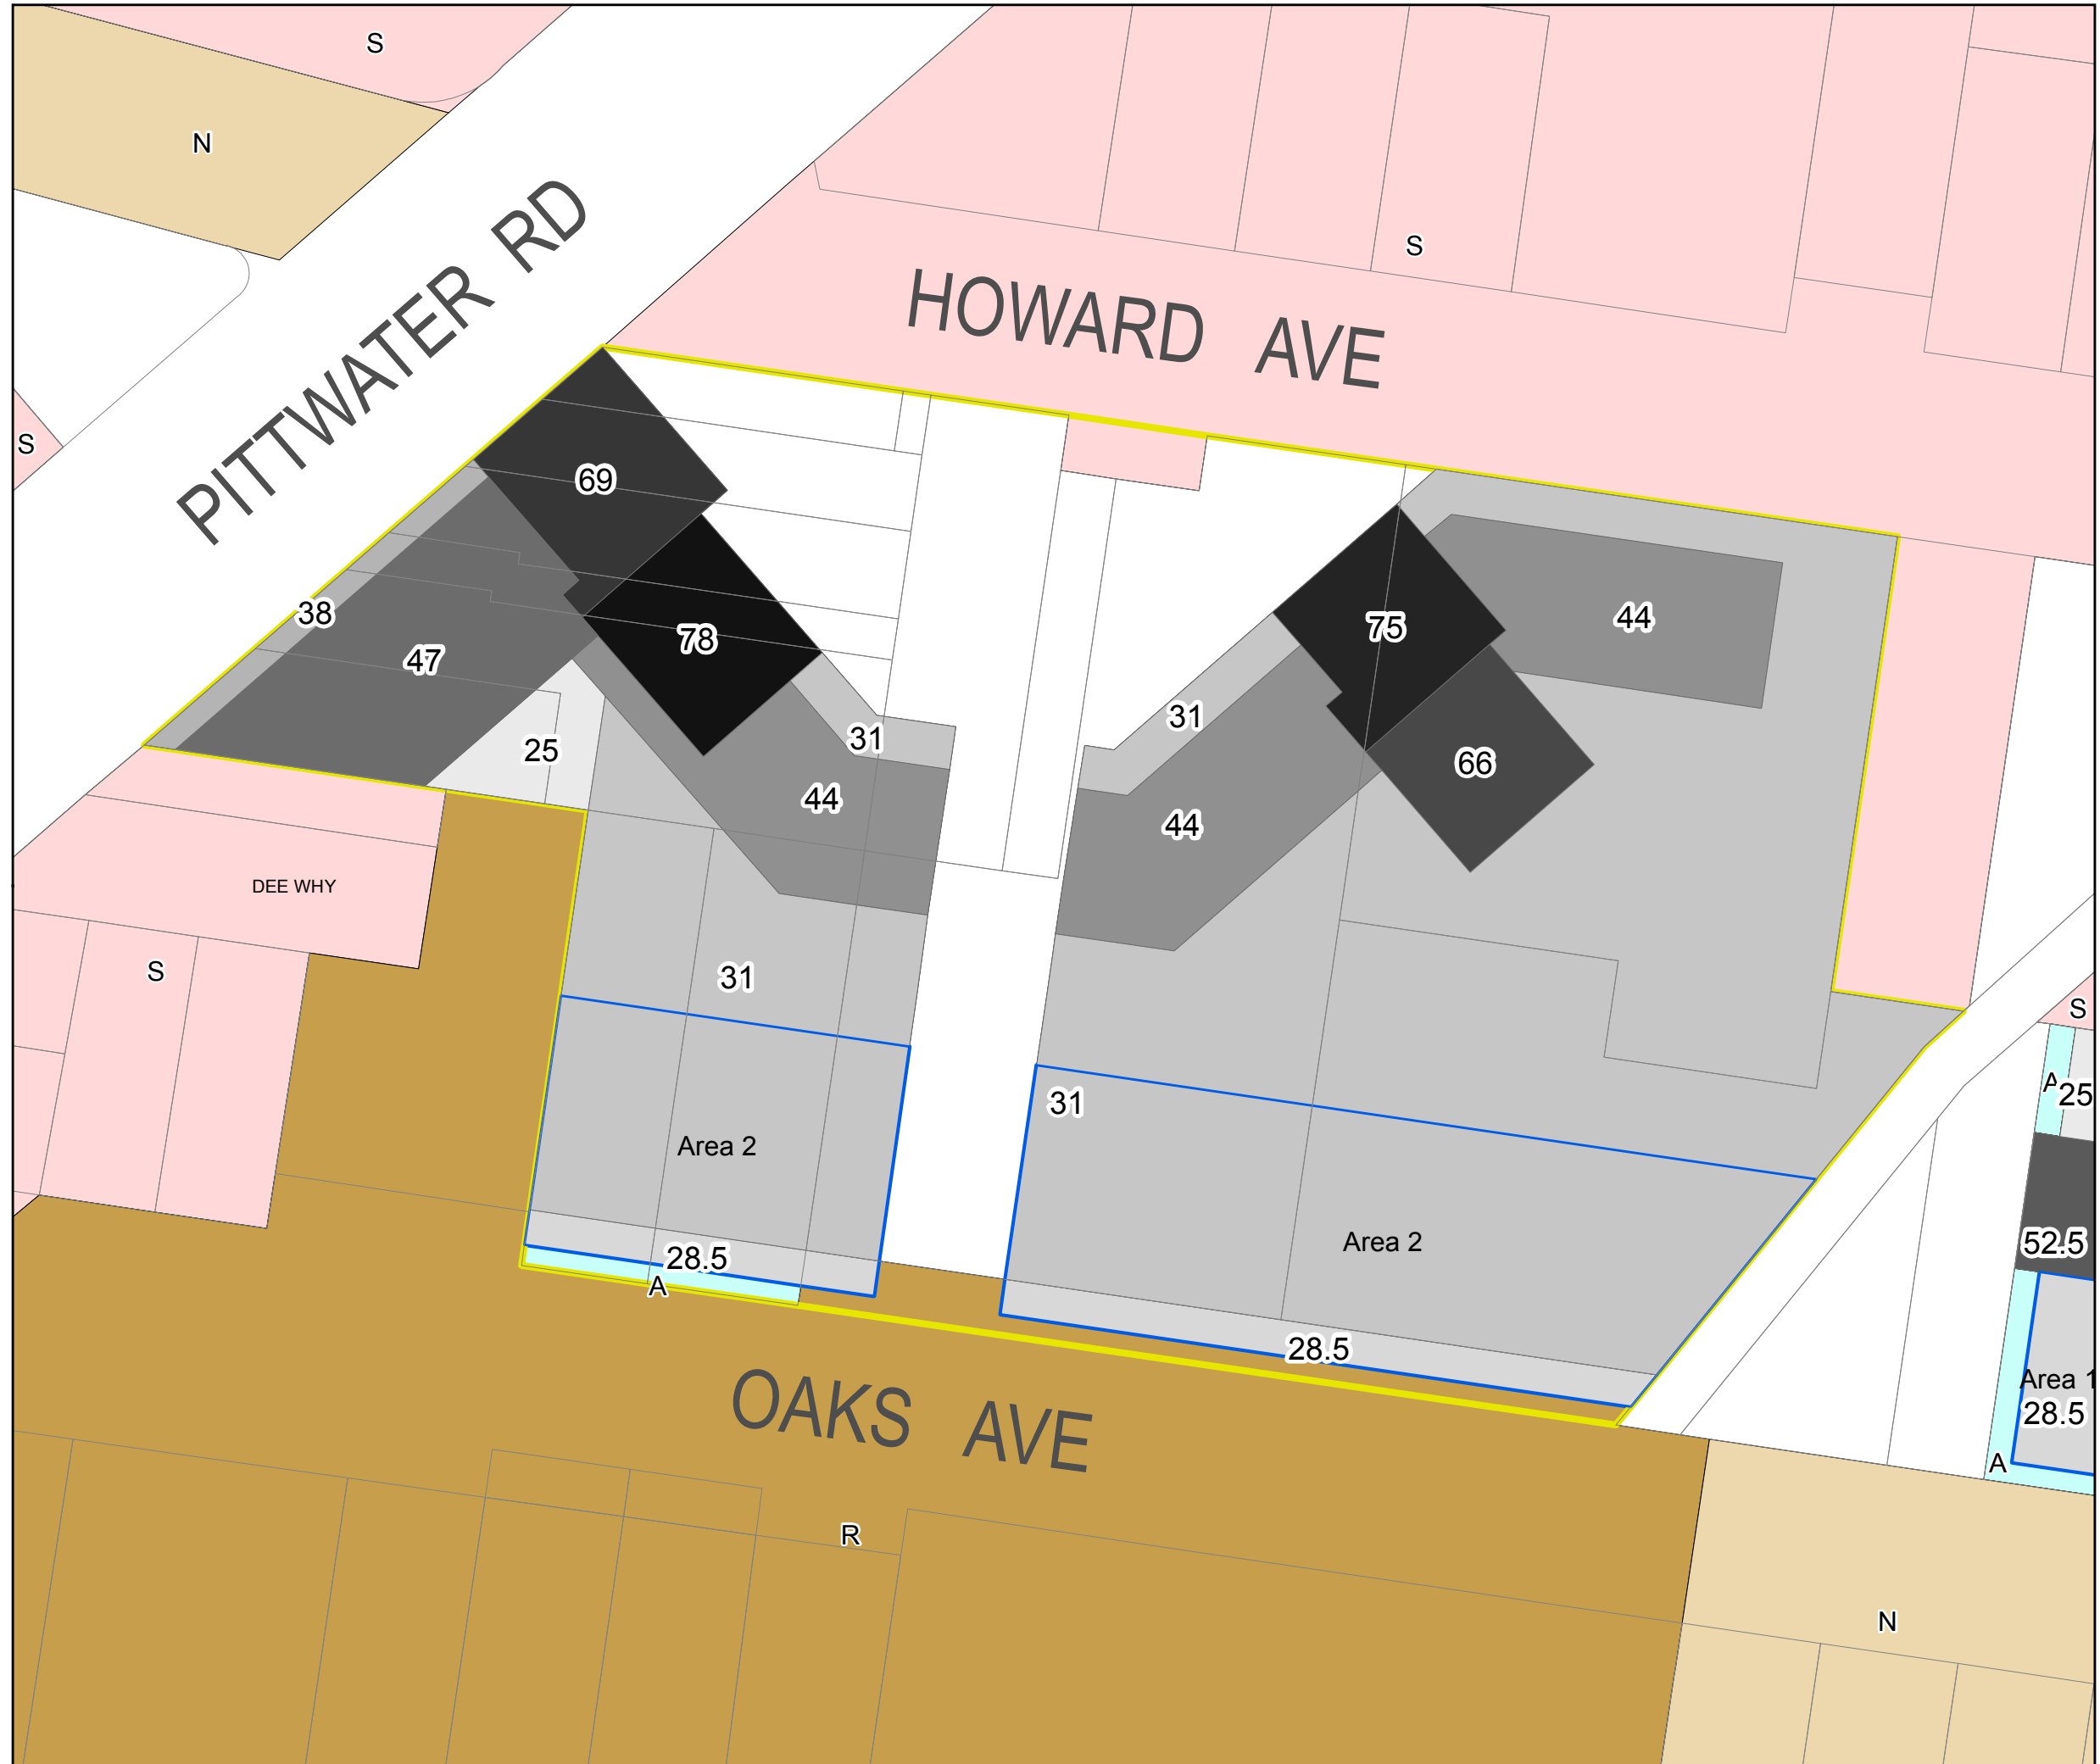 S
N
PITTWATER RD
S
HOWARD AVE
S
69
38
47
78
75
44
31
31
66
25
44
44
DEE WHY
S
31
S
A
25
31
Area 2
Area 2
52.5
28.5
A
28.5
Area 1
28.5
A
OAKS AVE
R
N